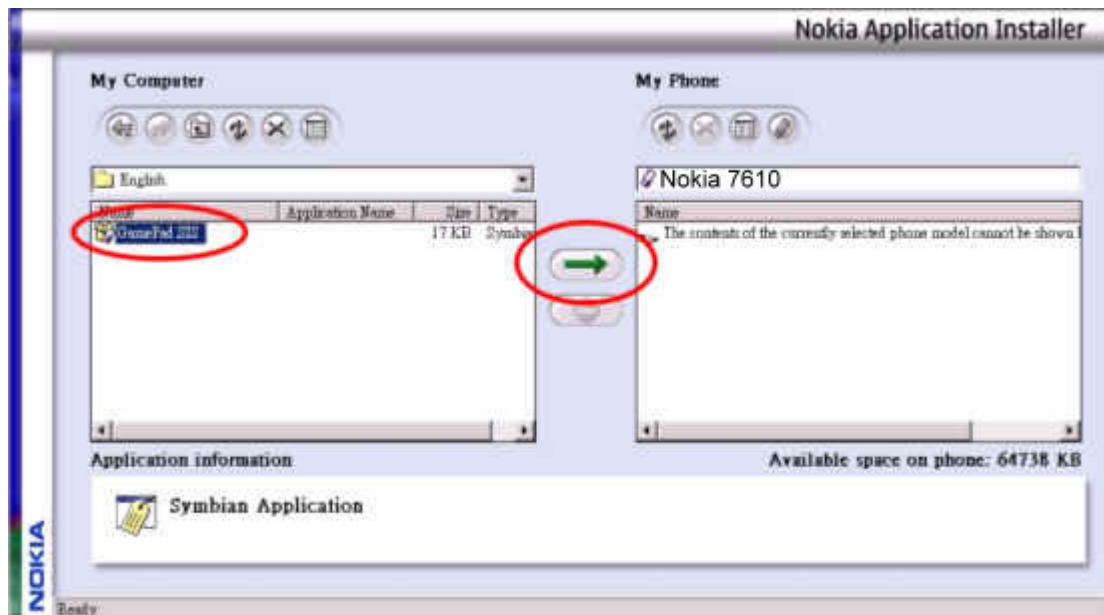 Nokia Application Installer
My Computer
My Phone
English
Nokia 7610
Name Application Name Size Type
GamePad
17 KB Symbian
Name
The contents of the currently selected phone model cannot be shown
Application information
Available space on phone: 64738 KB
Symbian Application
NOKIA
Ready